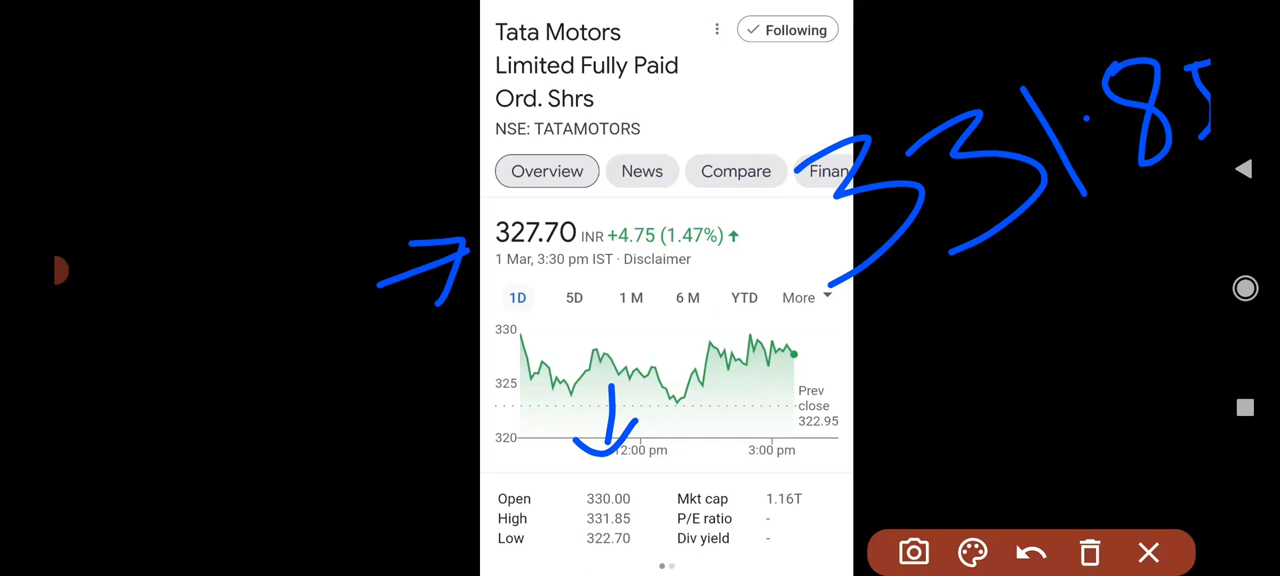 Tata Motors
Limited Fully Paid
Ord. Shrs
Following
NSE: TATAMOTORS
Overview News Compare Finan
331.85
327.70 INR +4.75 (1.47%)
1 Mar, 3:30 pm IST · Disclaimer
1D 5D 1 M 6 M YTD More
330
325
320
Prev
close
322.95
12:00 pm 3:00 pm
Open 330.00 Mkt cap 1.16T
High 331.85 P/E ratio -
Low 322.70 Div yield -